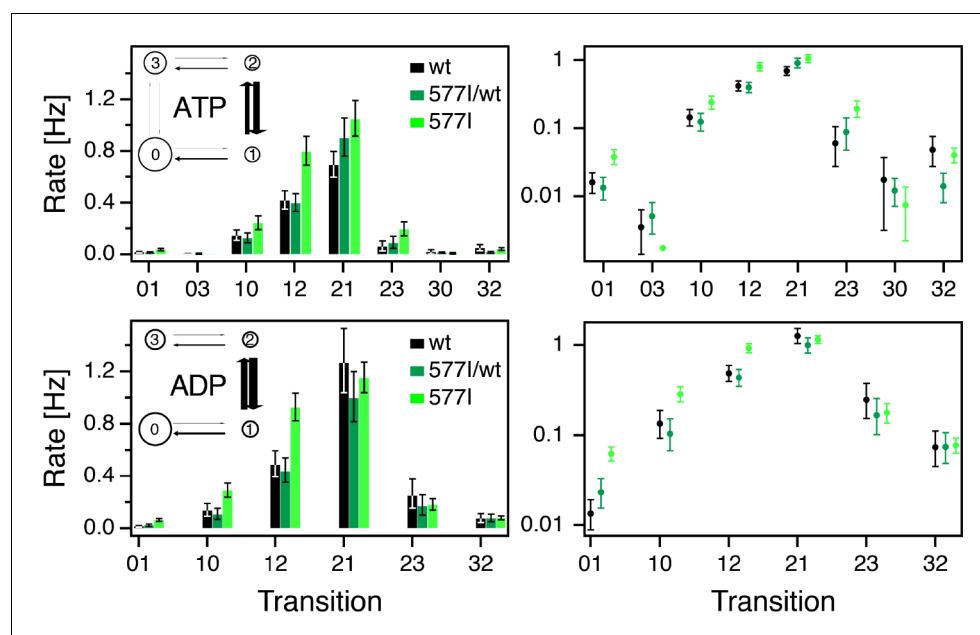 Rate [Hz]
1.2
0.8
0.4
0.0
3
2
ATP
0
1
wt
577I/wt
577I
01 03 10 12 21 23 30 32
1
0.1
0.01
01 03 10 12 21 23 30 32
Rate [Hz]
1.2
0.8
0.4
0.0
3
2
ADP
0
1
wt
577I/wt
577I
01 10 12 21 23 32
Transition
1
0.1
0.01
01 10 12 21 23 32
Transition